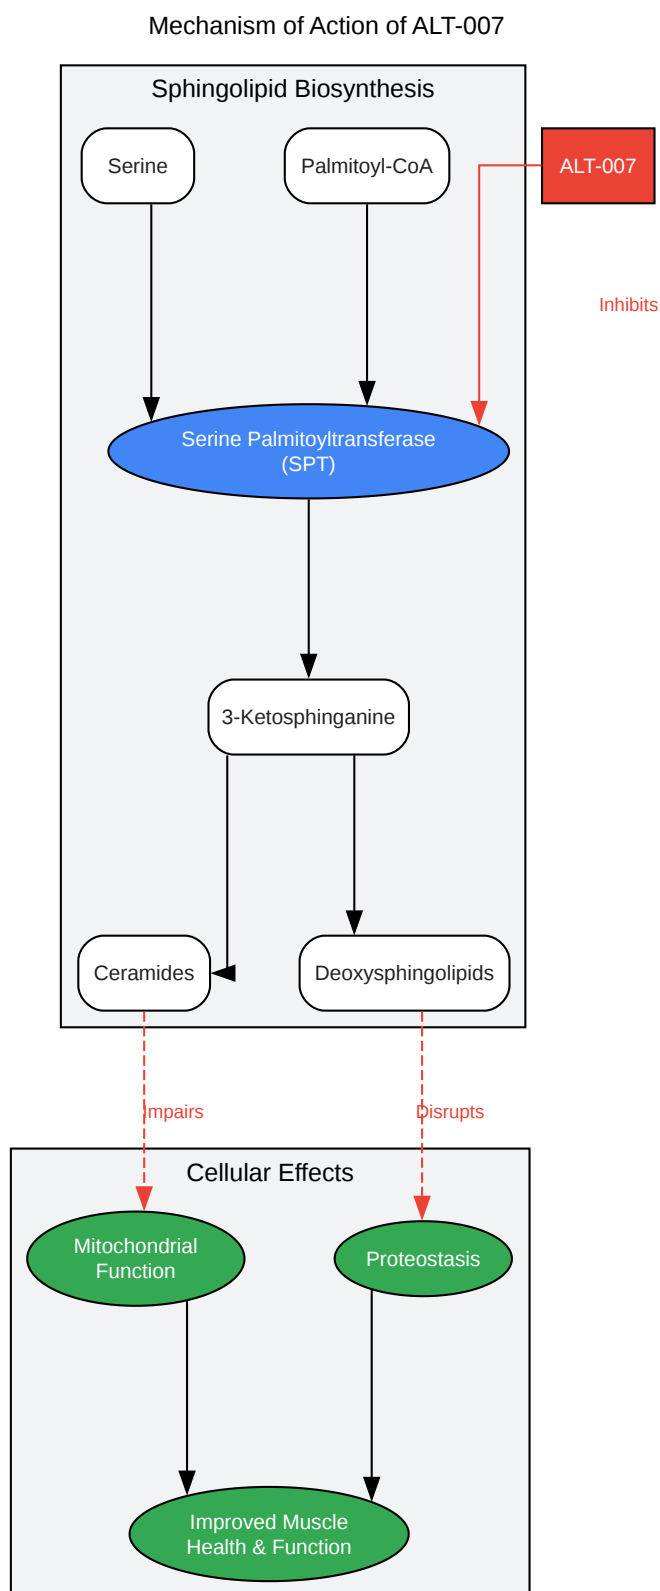 Mechanism of Action of ALT-007
Sphingolipid Biosynthesis
Serine
Palmitoyl-CoA
ALT-007
Inhibits
Serine Palmitoyltransferase
(SPT)
3-Ketosphinganine
Ceramides
Deoxysphingolipids
Impairs
Disrupts
Cellular Effects
Mitochondrial
Function
Proteostasis
Improved Muscle
Health & Function